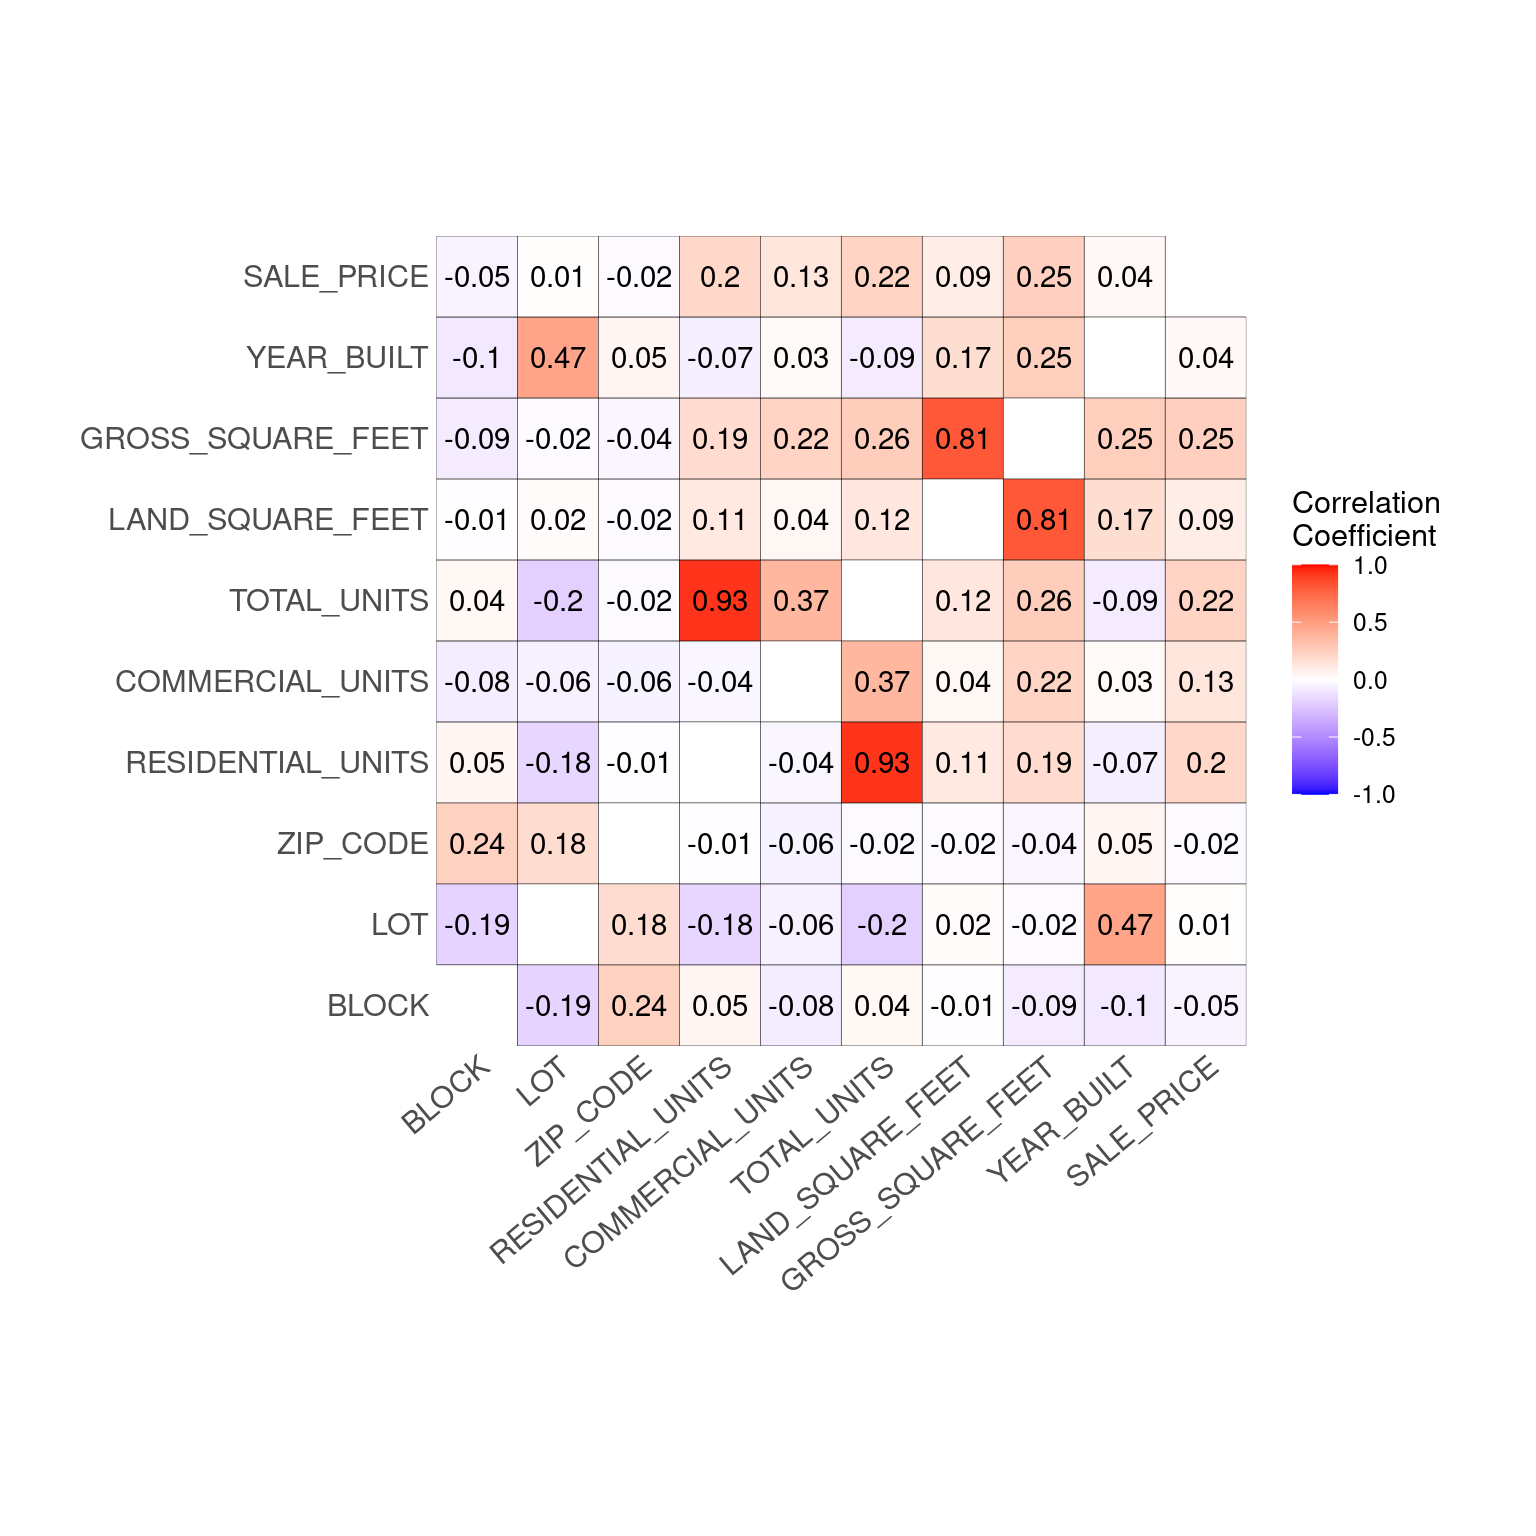 SALE_PRICE -0.05 0.01 -0.02 0.2 0.13 0.22 0.09 0.25 0.04
YEAR_BUILT -0.1 0.47 0.05 -0.07 0.03 -0.09 0.17 0.25 0.04
GROSS_SQUARE_FEET -0.09 -0.02 -0.04 0.19 0.22 0.26 0.81 0.25 0.25
LAND_SQUARE_FEET -0.01 0.02 -0.02 0.11 0.04 0.12 0.81 0.17 0.09
TOTAL_UNITS 0.04 -0.2 -0.02 0.93 0.37 0.12 0.26 -0.09 0.22
COMMERCIAL_UNITS -0.08 -0.06 -0.06 -0.04 0.37 0.04 0.22 0.03 0.13
RESIDENTIAL_UNITS 0.05 -0.18 -0.01 -0.04 0.93 0.11 0.19 -0.07 0.2
ZIP_CODE 0.24 0.18 -0.01 -0.06 -0.02 -0.02 -0.04 0.05 -0.02
LOT -0.19 0.18 -0.18 -0.06 -0.2 0.02 -0.02 0.47 0.01
BLOCK -0.19 0.24 0.05 -0.08 0.04 -0.01 -0.09 -0.1 -0.05
BLOCK
LOT
ZIP_CODE
RESIDENTIAL_UNITS
COMMERCIAL_UNITS
TOTAL_UNITS
LAND_SQUARE_FEET
GROSS_SQUARE_FEET
YEAR_BUILT
SALE_PRICE
Correlation
Coefficient
1.0
0.5
0.0
-0.5
-1.0